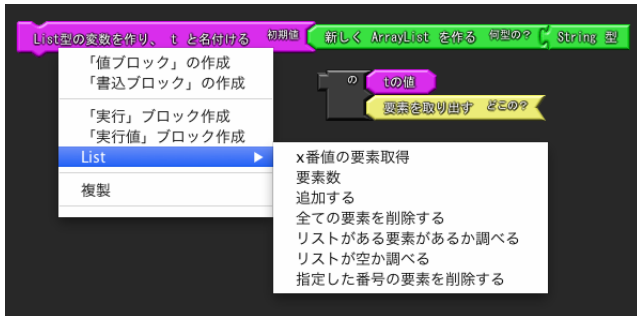 List型の変数を作り、 t と名付ける 初期値 新しく ArrayList を作る 何型の？ String 型
「値ブロック」の作成
「書込ブロック」の作成
の tの値
要素を取り出す どこの？
「実行」ブロック作成
「実行値」ブロック作成
List
複製
x番値の要素取得
要素数
追加する
全ての要素を削除する
リストがある要素があるか調べる
リストが空か調べる
指定した番号の要素を削除する